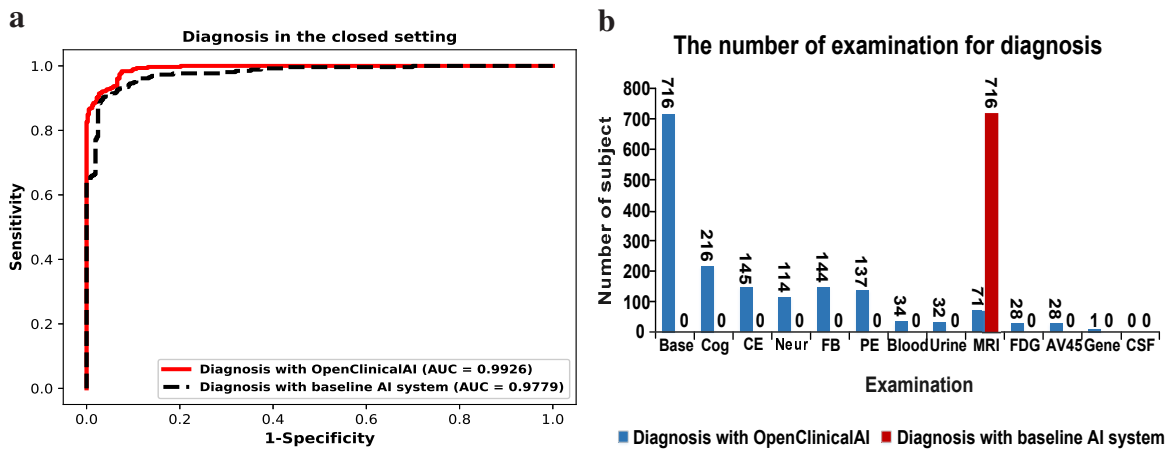 a
Diagnosis in the closed setting
1.0
0.8
0.6
0.4
0.2
0.0
Sensitivity
0.0 0.2 0.4 0.6 0.8 1.0
1-Specificity
Diagnosis with OpenClinicalAI (AUC = 0.9926)
Diagnosis with baseline AI system (AUC = 0.9779)
b
The number of examination for diagnosis
800
700
600
500
400
300
200
100
0
Number of subject
716 0 216 0 145 0 114 0 144 0 137 0 34 0 32 0 71 716 28 0 28 0 1 0 0 0
Base Cog CE Neur FB PE Blood Urine MRI FDG AV45 Gene CSF
Examination
Diagnosis with OpenClinicalAI Diagnosis with baseline AI system